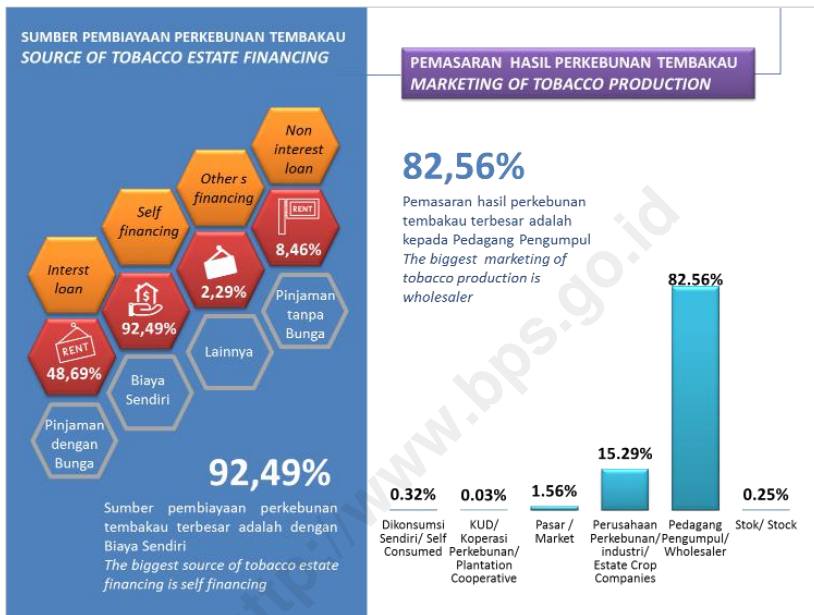 SUMBER PEMBIAYAAN PERKEBUNAN TEMBAKAU
SOURCE OF TOBACCO ESTATE FINANCING
Non
interest
loan
Other s
financing
Self
financing
Interst
loan
RENT
8,46%
2,29%
$
92,49%
RENT
48,69%
Pinjaman
tanpa
Bunga
Lainnya
Biaya
Sendiri
Pinjaman
dengan
Bunga
92,49%
Sumber pembiayaan perkebunan
tembakau terbesar adalah dengan
Biaya Sendiri
The biggest source of tobacco estate
financing is self financing
PEMASARAN HASIL PERKEBUNAN TEMBAKAU
MARKETING OF TOBACCO PRODUCTION
82,56%
Pemasaran hasil perkebunan
tembakau terbesar adalah
kepada Pedagang Pengumpul
The biggest marketing of
tobacco production is
wholesaler
0.32%
0.03%
1.56%
15.29%
82.56%
0.25%
Dikonsumsi
Sendiri/ Self
Consumed
KUD/
Koperasi
Perkebunan/
Plantation
Cooperative
Pasar /
Market
Perusahaan
Perkebunan/
industri/
Estate Crop
Companies
Pedagang
Pengumpul/
Wholesaler
Stok/ Stock
ttp://www.bps.go.id